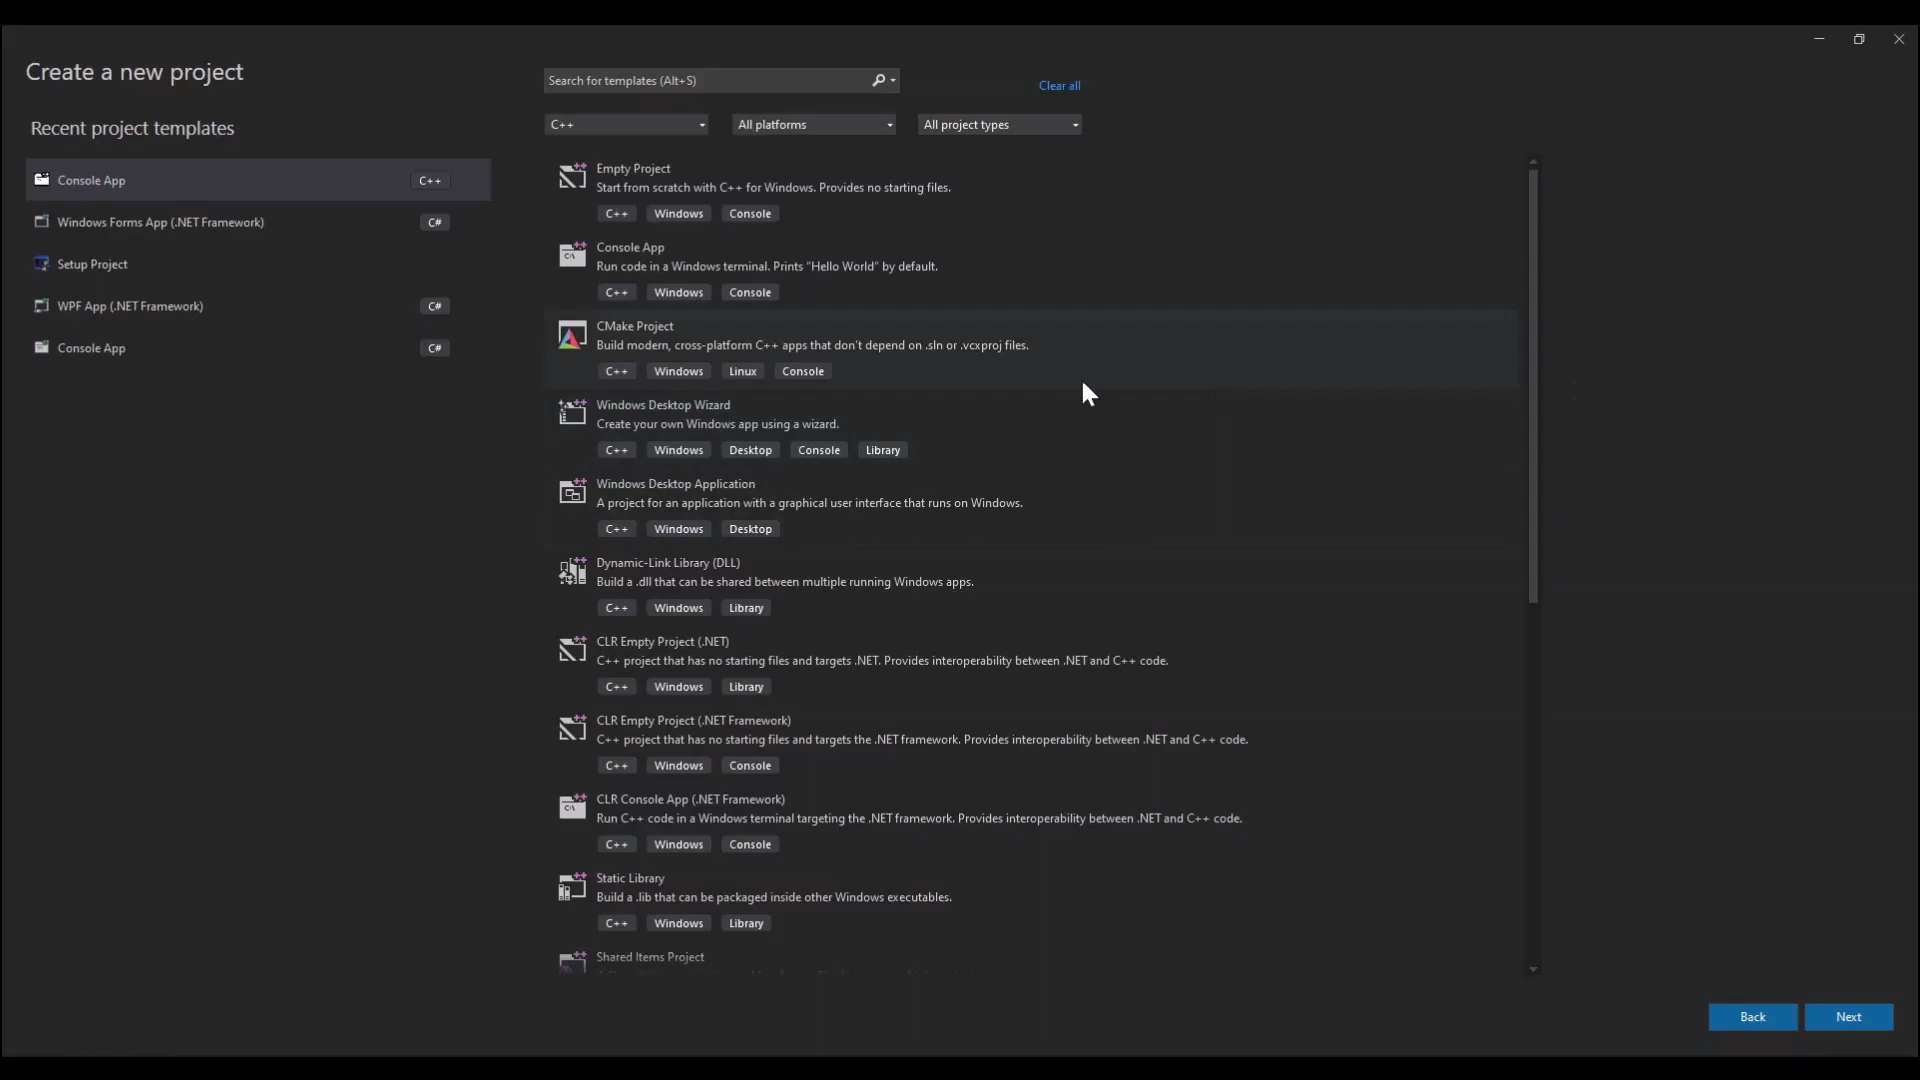 Create a new project
Recent project templates
Console App C++
Windows Forms App (.NET Framework) C#
Setup Project
WPF App (.NET Framework) C#
Console App C#
Search for templates (Alt+S)
Clear all
C++ All platforms All project types
Empty Project
Start from scratch with C++ for Windows. Provides no starting files.
C++ Windows Console
Console App
Run code in a Windows terminal. Prints "Hello World" by default.
C++ Windows Console
CMake Project
Build modern, cross-platform C++ apps that don't depend on .sln or .vcxproj files.
C++ Windows Linux Console
Windows Desktop Wizard
Create your own Windows app using a wizard.
C++ Windows Desktop Console Library
Windows Desktop Application
A project for an application with a graphical user interface that runs on Windows.
C++ Windows Desktop
Dynamic-Link Library (DLL)
Build a .dll that can be shared between multiple running Windows apps.
C++ Windows Library
CLR Empty Project (.NET)
C++ project that has no starting files and targets .NET. Provides interoperability between .NET and C++ code.
C++ Windows Library
CLR Empty Project (.NET Framework)
C++ project that has no starting files and targets the .NET framework. Provides interoperability between .NET and C++ code.
C++ Windows Console
CLR Console App (.NET Framework)
Run C++ code in a Windows terminal targeting the .NET framework. Provides interoperability between .NET and C++ code.
C++ Windows Console
Static Library
Build a .lib that can be packaged inside other Windows executables.
C++ Windows Library
Shared Items Project
Back Next